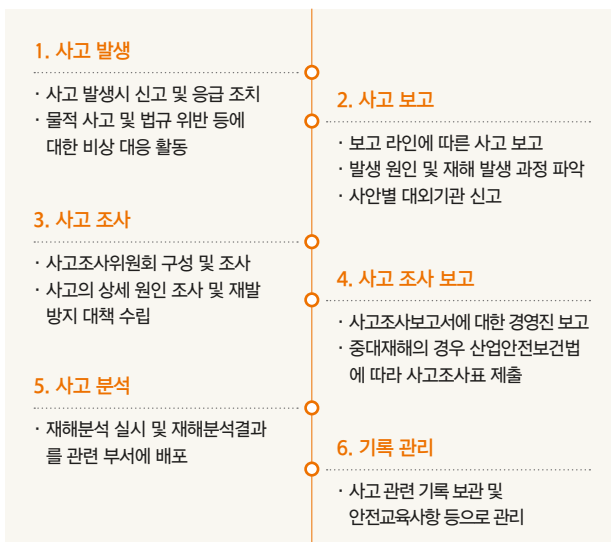 1. 사고 발생
· 사고 발생시 신고 및 응급 조치
· 물적 사고 및 법규 위반 등에
대한 비상 대응 활동
2. 사고 보고
· 보고 라인에 따른 사고 보고
· 발생 원인 및 재해 발생 과정 파악
· 사안별 대외기관 신고
3. 사고 조사
· 사고조사위원회 구성 및 조사
· 사고의 상세 원인 조사 및 재발
방지 대책 수립
4. 사고 조사 보고
· 사고조사보고서에 대한 경영진 보고
· 중대재해의 경우 산업안전보건법
에 따라 사고조사표 제출
5. 사고 분석
· 재해분석 실시 및 재해분석결과
를 관련 부서에 배포
6. 기록 관리
· 사고 관련 기록 보관 및
안전교육사항 등으로 관리